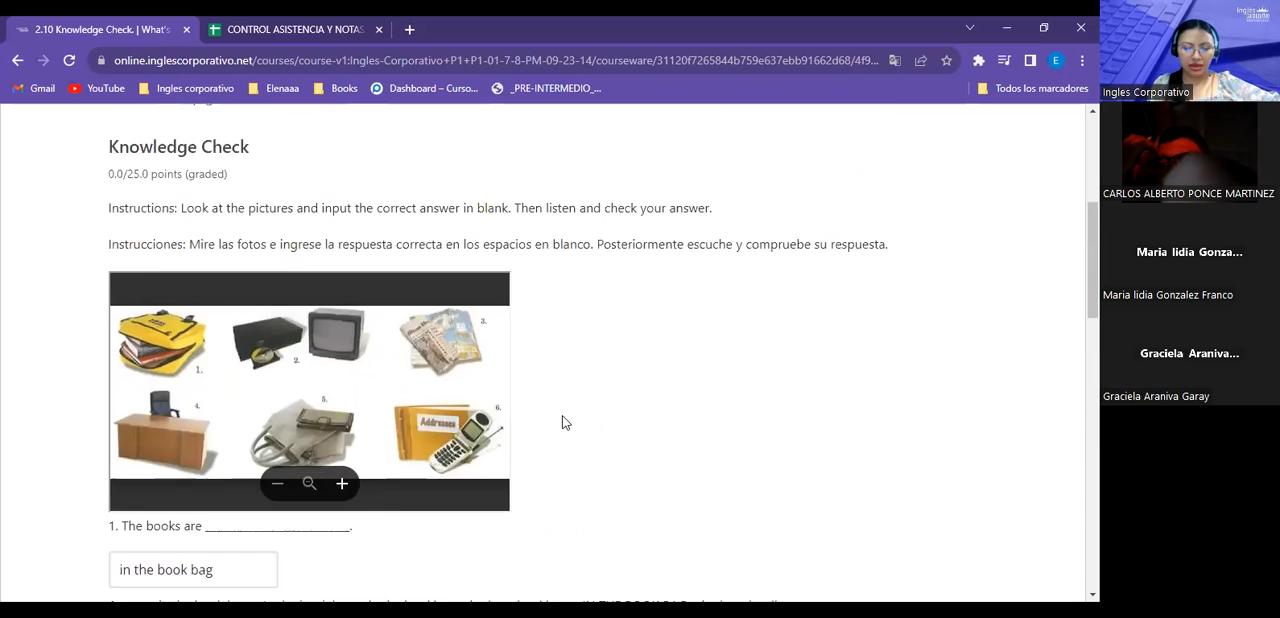 2.10 Knowledge Check. | What's
CONTROL ASISTENCIA Y NOTAS
online.inglescorporativo.net/courses/course-v1:Ingles-Corporativo+P1+P1-01-7-8-PM-09-23-14/courseware/31120f7265844b759e637ebb91662d68/4f9...
E
Gmail
YouTube
Ingles corporativo
Elenaaa
Books
Dashboard – Curso...
_PRE-INTERMEDIO_...
Todos los marcadores
Knowledge Check
0.0/25.0 points (graded)
Instructions: Look at the pictures and input the correct answer in blank. Then listen and check your answer.
Instrucciones: Mire las fotos e ingrese la respuesta correcta en los espacios en blanco. Posteriormente escuche y compruebe su respuesta.
1.
2.
3.
4.
5.
6.
Addresses
1. The books are ______________________.
in the book bag
Ingles Corporativo
CARLOS ALBERTO PONCE MARTINEZ
Maria lidia Gonza...
Maria lidia Gonzalez Franco
Graciela Araniva...
Graciela Araniva Garay